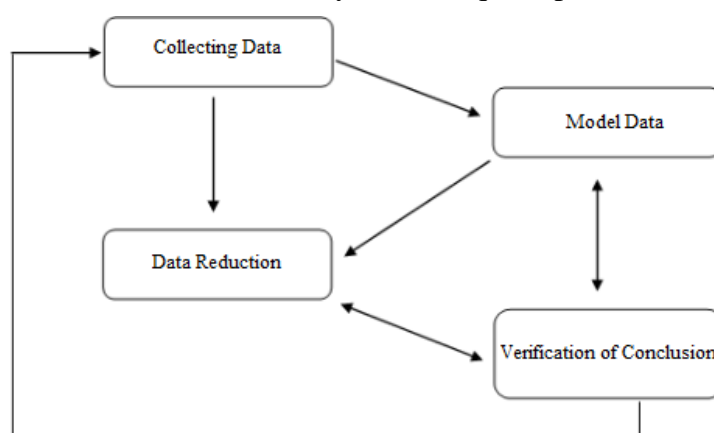 Collecting Data
Model Data
Data Reduction
Verification of Conclusion